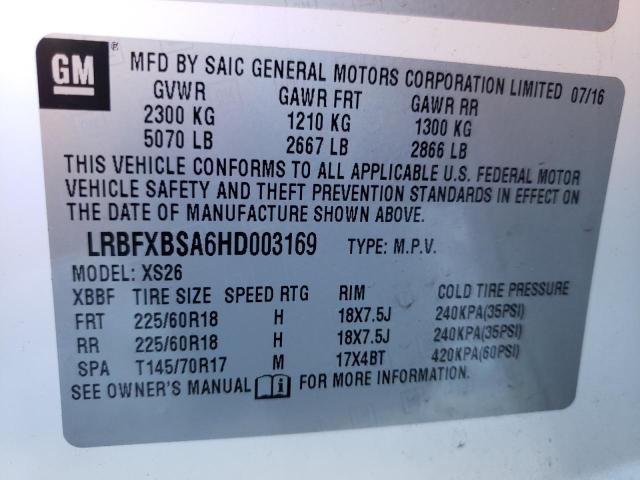 GM ®
MFD BY SAIC GENERAL MOTORS CORPORATION LIMITED 07/16
GVWR GAWR FRT GAWR RR
2300 KG 1210 KG 1300 KG
5070 LB 2667 LB 2866 LB
THIS VEHICLE CONFORMS TO ALL APPLICABLE U.S. FEDERAL MOTOR
VEHICLE SAFETY AND THEFT PREVENTION STANDARDS IN EFFECT ON
THE DATE OF MANUFACTURE SHOWN ABOVE.
LRBFXBSA6HD003169 TYPE: M.P.V.
MODEL: XS26
XBBF TIRE SIZE SPEED RTG RIM COLD TIRE PRESSURE
FRT 225/60R18 H 18X7.5J 240KPA(35PSI)
RR 225/60R18 H 18X7.5J 240KPA(35PSI)
SPA T145/70R17 M 17X4BT 420KPA(60PSI)
SEE OWNER'S MANUAL i FOR MORE INFORMATION.